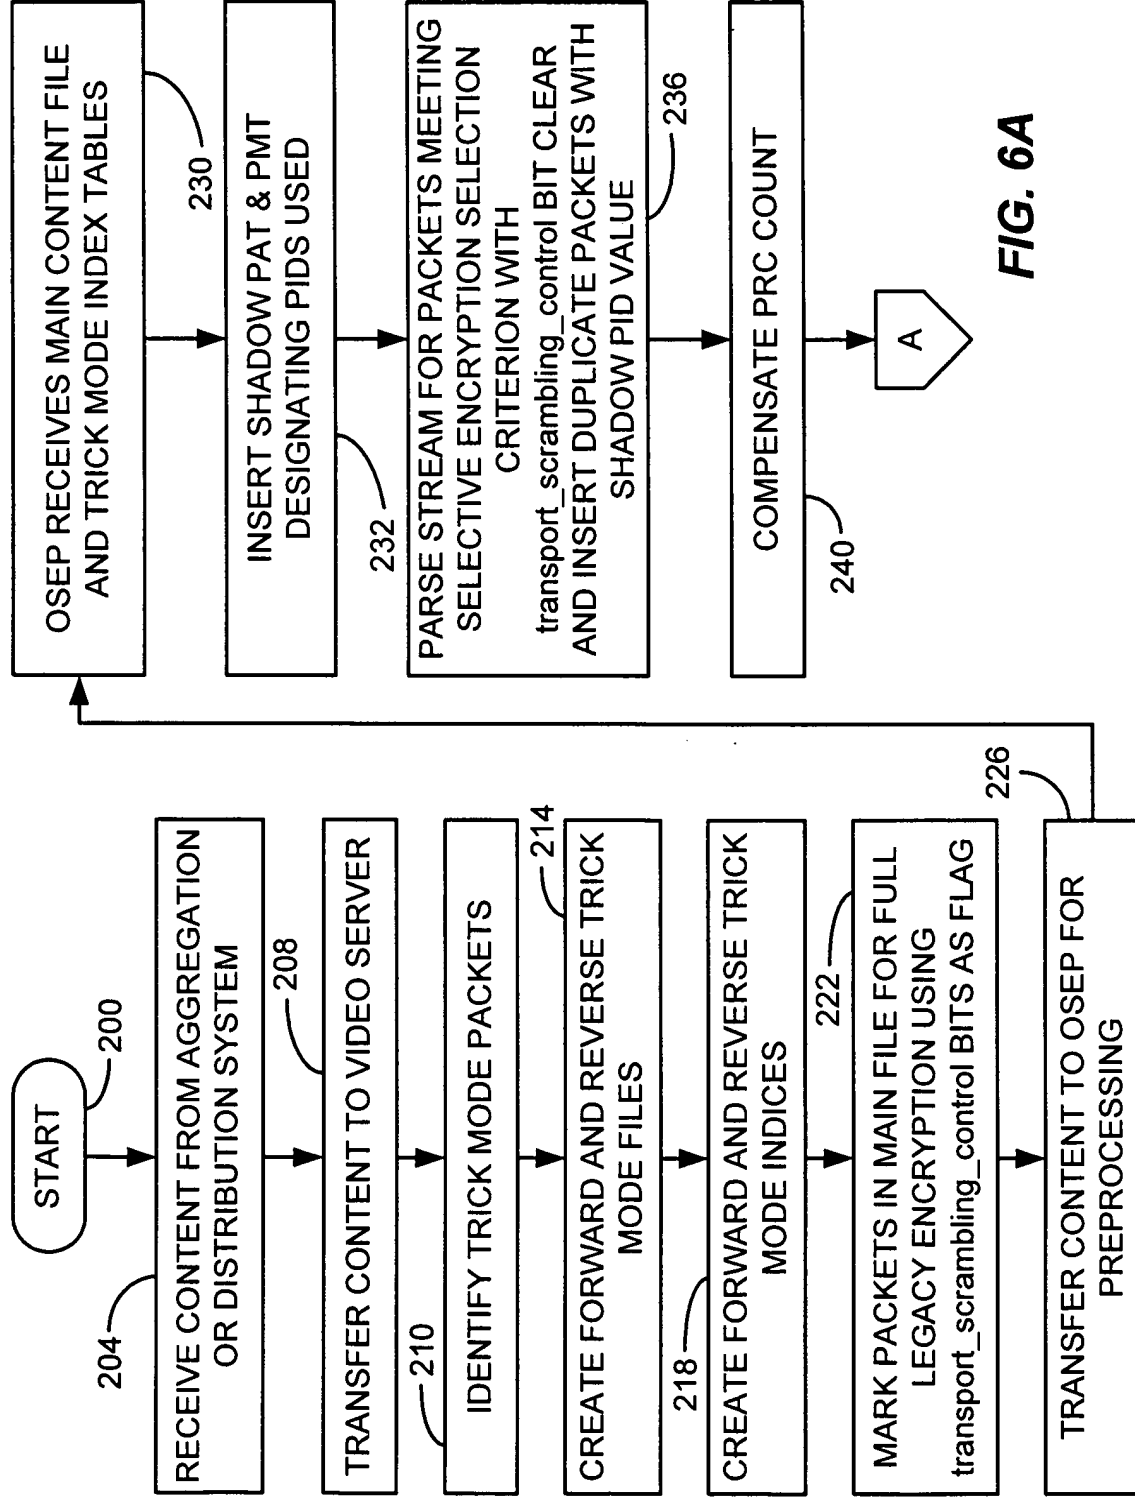 START
200
204
RECEIVE CONTENT FROM AGGREGATION
OR DISTRIBUTION SYSTEM
208
TRANSFER CONTENT TO VIDEO SERVER
210
IDENTIFY TRICK MODE PACKETS
214
CREATE FORWARD AND REVERSE TRICK
MODE FILES
218
CREATE FORWARD AND REVERSE TRICK
MODE INDICES
222
MARK PACKETS IN MAIN FILE FOR FULL
LEGACY ENCRYPTION USING
transport_scrambling_control BITS AS FLAG
226
TRANSFER CONTENT TO OSEP FOR
PREPROCESSING
OSEP RECEIVES MAIN CONTENT FILE
AND TRICK MODE INDEX TABLES
230
INSERT SHADOW PAT & PMT
DESIGNATING PIDS USED
232
PARSE STREAM FOR PACKETS MEETING
SELECTIVE ENCRYPTION SELECTION
CRITERION WITH
transport_scrambling_control BIT CLEAR
AND INSERT DUPLICATE PACKETS WITH
SHADOW PID VALUE
236
COMPENSATE PRC COUNT
240
A
FIG. 6A